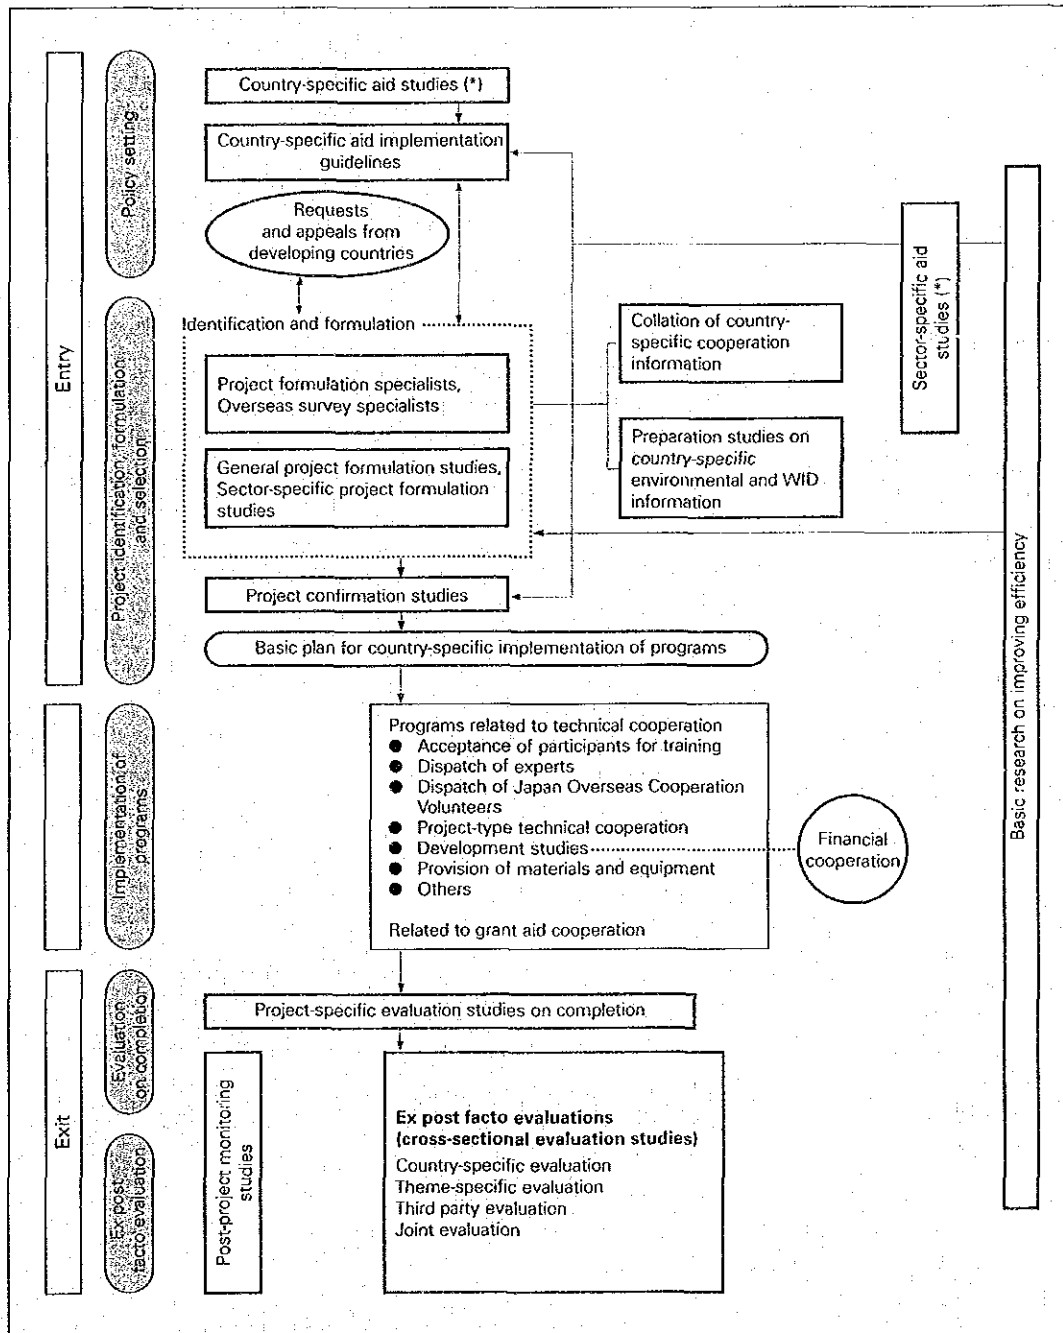 Country-specific aid studies (*)
Country-specific aid implementation
guidelines
Requests
and appeals from
developing countries
Identification and formulation
Project formulation specialists,
Overseas survey specialists
General project formulation studies,
Sector-specific project formulation
studies
Collation of country-
specific cooperation
information
Preparation studies on
country-specific
environmental and WID
information
Project confirmation studies
Basic plan for country-specific implementation of programs
Programs related to technical cooperation
● Acceptance of participants for training
● Dispatch of experts
● Dispatch of Japan Overseas Cooperation
Volunteers
● Project-type technical cooperation
● Development studies
● Provision of materials and equipment
● Others
Related to grant aid cooperation
Financial
cooperation
Project-specific evaluation studies on completion
Ex post facto evaluations
(cross-sectional evaluation studies)
Country-specific evaluation
Theme-specific evaluation
Third party evaluation
Joint evaluation
Post-project monitoring
studies
Entry
Exit
Policy setting
Project identification, formulation
and selection
Implementation of
programs
Evaluation
on completion
Ex post
facto evaluation
Sector-specific aid
studies (*)
Basic research on improving efficiency